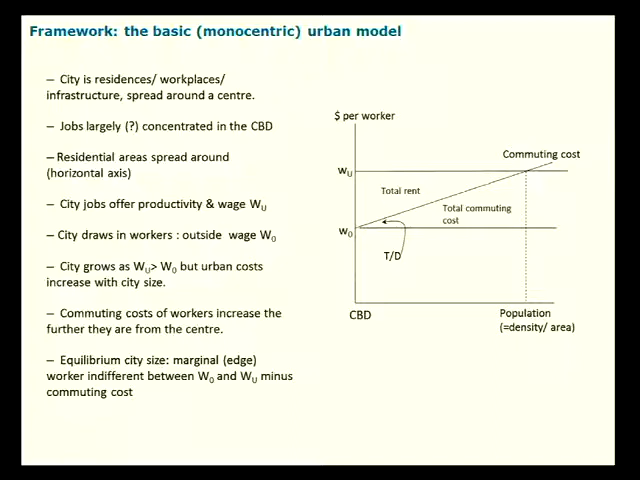 Framework: the basic (monocentric) urban model
– City is residences/ workplaces/
infrastructure, spread around a centre.
– Jobs largely (?) concentrated in the CBD
– Residential areas spread around
(horizontal axis)
– City jobs offer productivity & wage WU
– City draws in workers : outside wage W0
– City grows as WU> W0 but urban costs
increase with city size.
– Commuting costs of workers increase the
further they are from the centre.
– Equilibrium city size: marginal (edge)
worker indifferent between W0 and WU minus
commuting cost
$ per worker
Commuting cost
WU
Total rent
Total commuting
cost
W0
T/D
CBD
Population
(=density/ area)